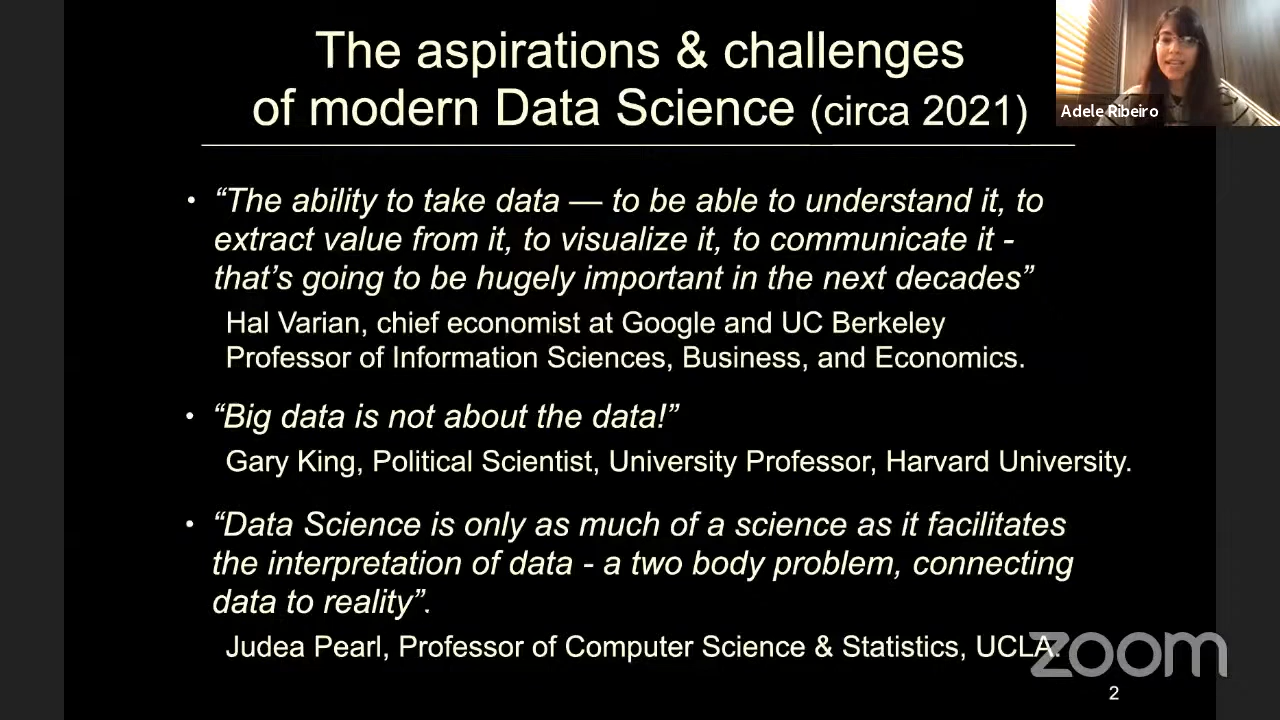 The aspirations & challenges
of modern Data Science (circa 2021)
Adele Ribeiro
• “The ability to take data — to be able to understand it, to
extract value from it, to visualize it, to communicate it -
that’s going to be hugely important in the next decades”
Hal Varian, chief economist at Google and UC Berkeley
Professor of Information Sciences, Business, and Economics.
• “Big data is not about the data!”
Gary King, Political Scientist, University Professor, Harvard University.
• “Data Science is only as much of a science as it facilitates
the interpretation of data - a two body problem, connecting
data to reality”.
Judea Pearl, Professor of Computer Science & Statistics, UCLA.
zoom
2